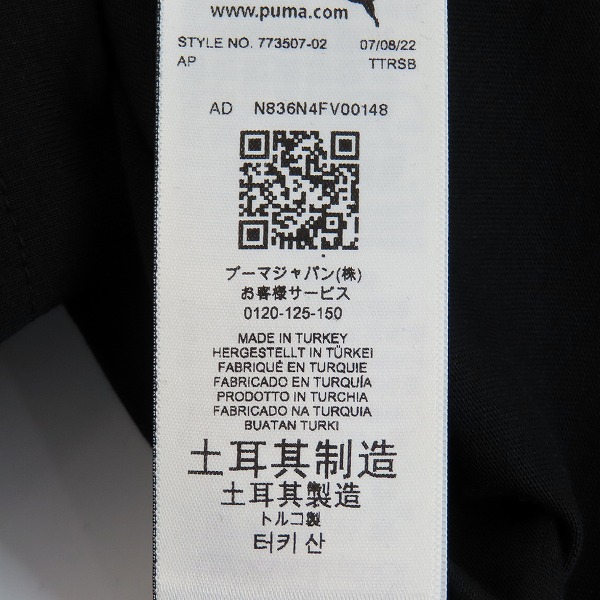 www.puma.com
STYLE NO. 773507-02 07/08/22
AP TTRSB
AD N836N4FV00148
プーマジャパン(株)
お客様サービス
0120-125-150
MADE IN TURKEY
HERGESTELLT IN TÜRKEI
FABRIQUÉ EN TURQUIE
FABRICADO EN TURQUÍA
PRODOTTO IN TURCHIA
FABRICADO NA TURQUIA
BUATAN TURKI
土耳其制造
土耳其製造
トルコ製
터키 산